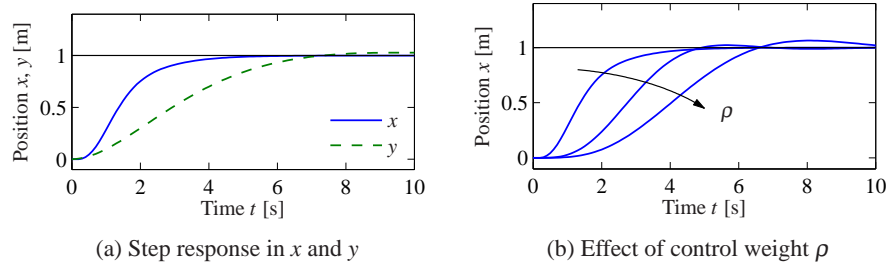 Position x, y [m]
1
0.5
0
x
y
0 2 4 6 8 10
Time t [s]
(a) Step response in x and y
Position x [m]
1
0.5
0
ρ
0 2 4 6 8 10
Time t [s]
(b) Effect of control weight ρ